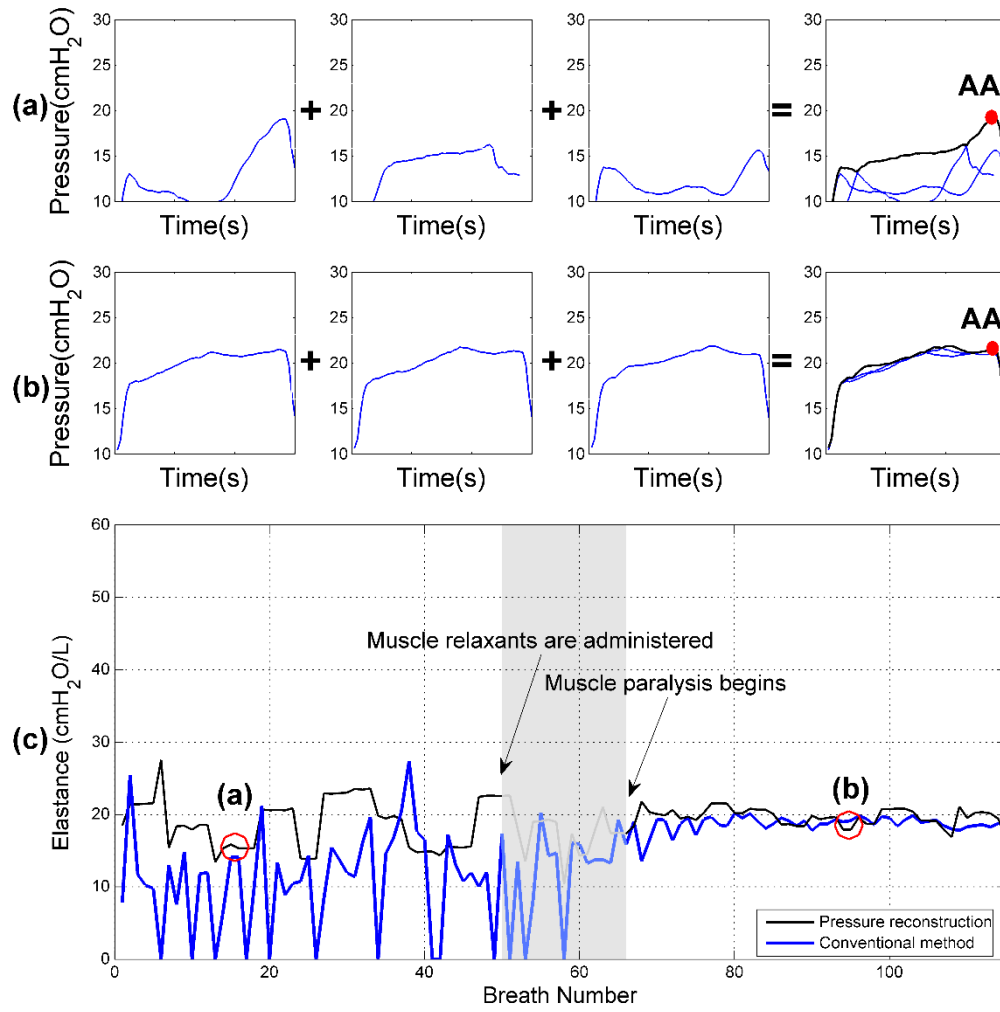 (a)
Pressure(cmH2O)
30
25
20
15
10
Time(s)
+
30
25
20
15
10
Time(s)
+
30
25
20
15
10
Time(s)
=
30
25
20
15
10
AA
Time(s)
(b)
Pressure(cmH2O)
30
25
20
15
10
Time(s)
+
30
25
20
15
10
Time(s)
+
30
25
20
15
10
Time(s)
=
30
25
20
15
10
AA
Time(s)
(c)
Elastance (cmH2O/L)
60
50
40
30
20
10
0
Muscle relaxants are administered
Muscle paralysis begins
(a)
(b)
Pressure reconstruction
Conventional method
0 20 40 60 80 100
Breath Number